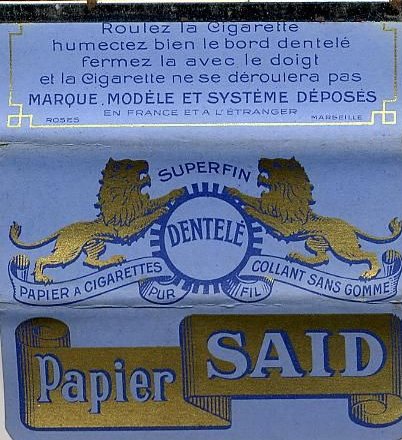 Roulez la Cigarette
humectez bien le bord dentelé
fermez la avec le doigt
et la Cigarette ne se déroulera pas
MARQUE, MODÈLE ET SYSTÈME DÉPOSÉS
EN FRANCE ET A L'ÉTRANGER
ROSES MARSEILLE
SUPERFIN
DENTELÉ
PAPIER A CIGARETTES PUR FIL COLLANT SANS GOMME
Papier SAID